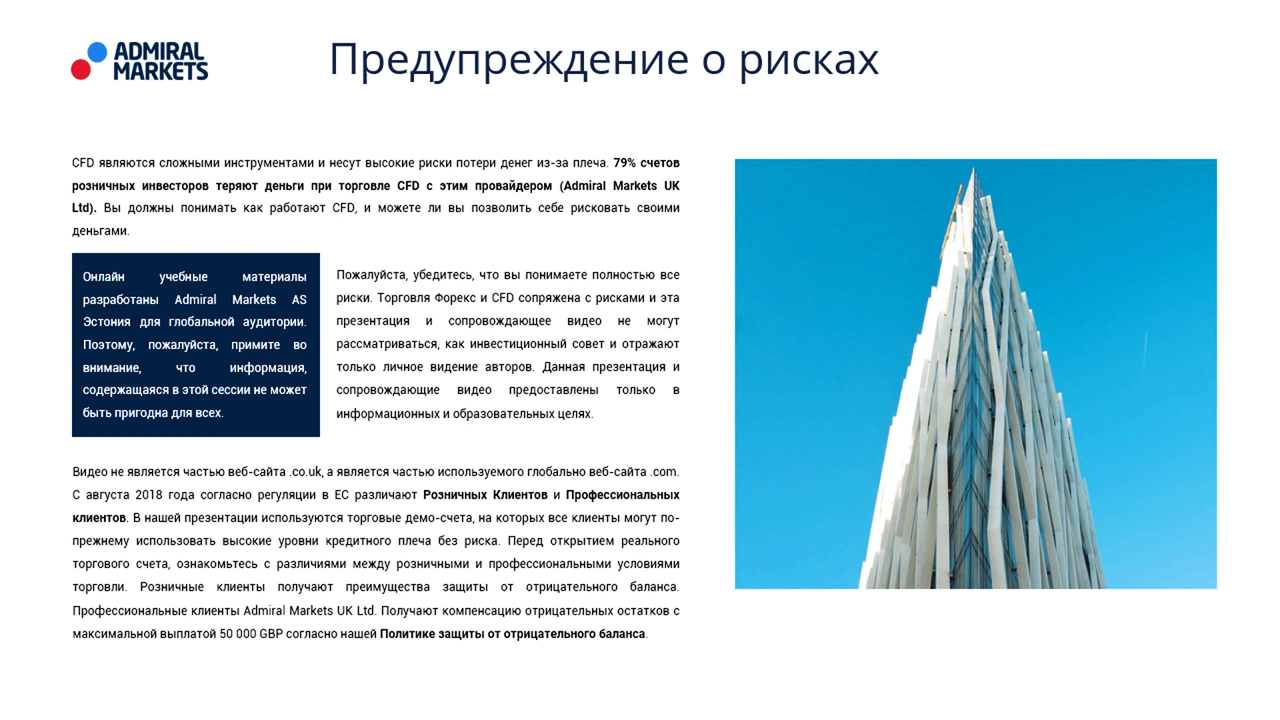 ADMIRAL
MARKETS
Предупреждение о рисках
CFD являются сложными инструментами и несут высокие риски потери денег из-за плеча. 79% счетов
розничных инвесторов теряют деньги при торговле CFD с этим провайдером (Admiral Markets UK
Ltd). Вы должны понимать как работают CFD, и можете ли вы позволить себе рисковать своими
деньгами.
Онлайн учебные материалы
разработаны Admiral Markets AS
Эстония для глобальной аудитории.
Поэтому, пожалуйста, примите во
внимание, что информация,
содержащаяся в этой сессии не может
быть пригодна для всех.
Пожалуйста, убедитесь, что вы понимаете полностью все
риски. Торговля Форекс и CFD сопряжена с рисками и эта
презентация и сопровождающее видео не могут
рассматриваться, как инвестиционный совет и отражают
только личное видение авторов. Данная презентация и
сопровождающие видео предоставлены только в
информационных и образовательных целях.
Видео не является частью веб-сайта .co.uk, а является частью используемого глобально веб-сайта .com.
С августа 2018 года согласно регуляции в ЕС различают Розничных Клиентов и Профессиональных
клиентов. В нашей презентации используются торговые демо-счета, на которых все клиенты могут по-
прежнему использовать высокие уровни кредитного плеча без риска. Перед открытием реального
торгового счета, ознакомьтесь с различиями между розничными и профессиональными условиями
торговли. Розничные клиенты получают преимущества защиты от отрицательного баланса.
Профессиональные клиенты Admiral Markets UK Ltd. Получают компенсацию отрицательных остатков с
максимальной выплатой 50 000 GBP согласно нашей Политике защиты от отрицательного баланса.